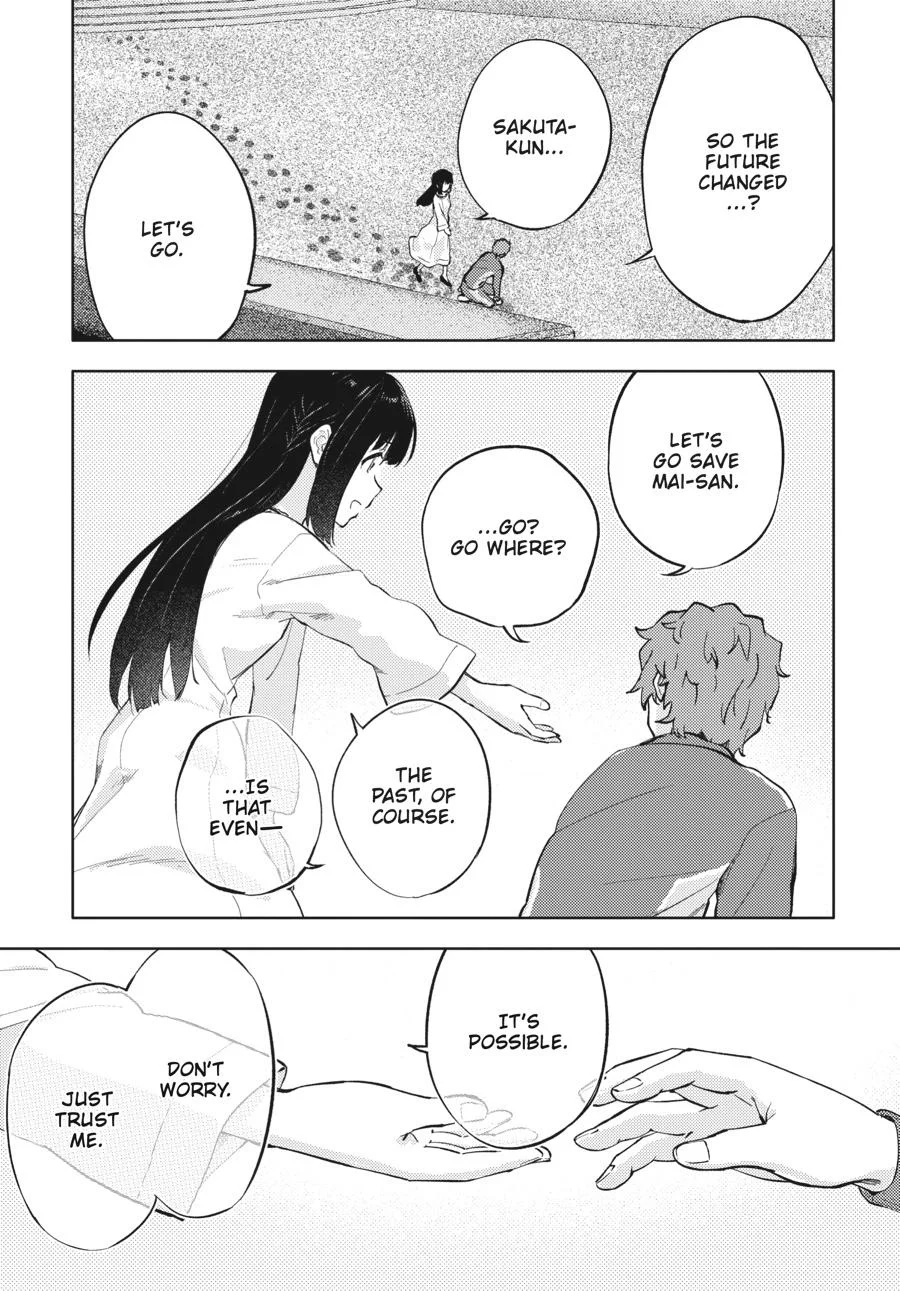 SO THE
FUTURE
CHANGED
...?
SAKUTA-
KUN...
LET'S
GO.
LET'S
GO SAVE
MAI-SAN.
...GO?
GO WHERE?
THE
PAST, OF
COURSE.
...IS
THAT
EVEN—
IT'S
POSSIBLE.
DON'T
WORRY.
JUST
TRUST
ME.